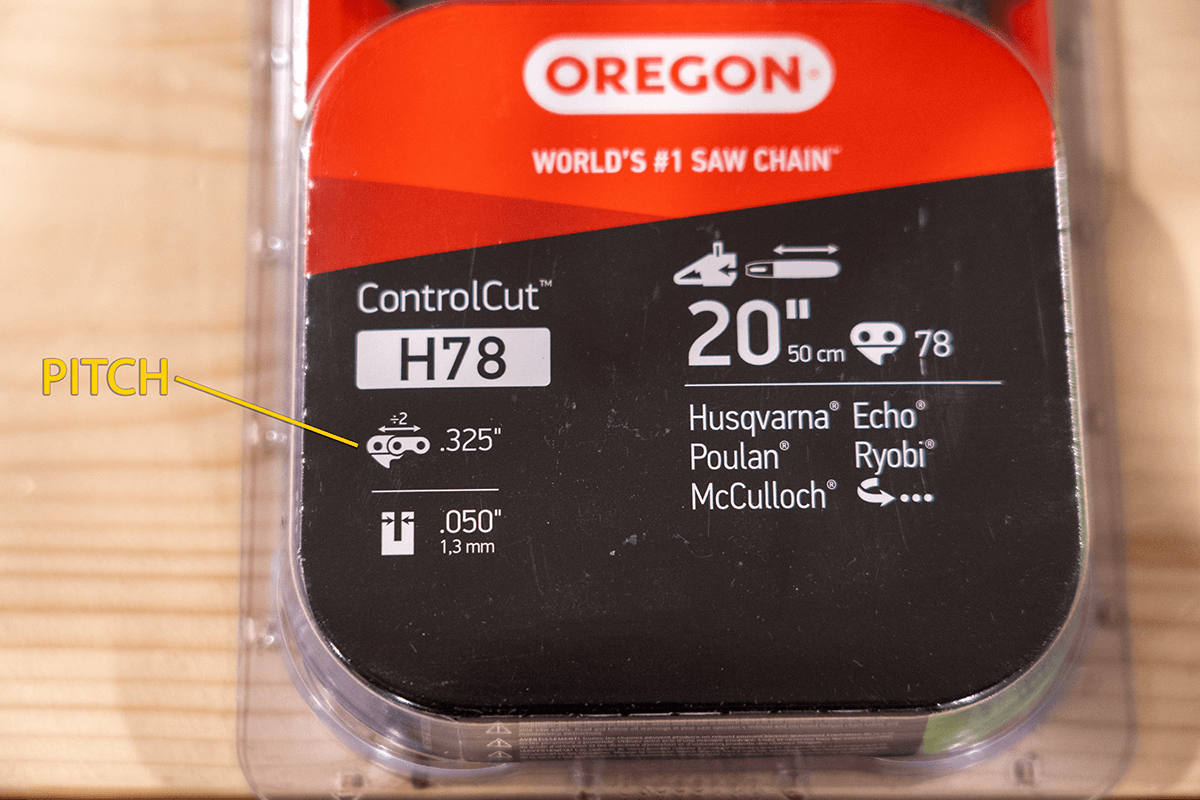 OREGON®
WORLD'S #1 SAW CHAIN™
ControlCut™
H78
PITCH
÷2
.325"
.050"
1,3 mm
20"
50 cm
78
Husqvarna® Echo®
Poulan® Ryobi®
McCulloch® ...